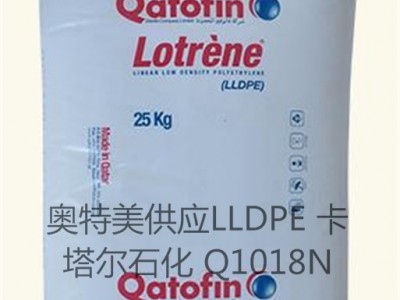 Qatofin
Lotrène®
LINEAR LOW DENSITY POLYETHYLENE
(LLDPE)
25 Kg
Made in Qatar
奥特美供应LLDPE 卡
塔尔石化 Q1018N
Qatofin